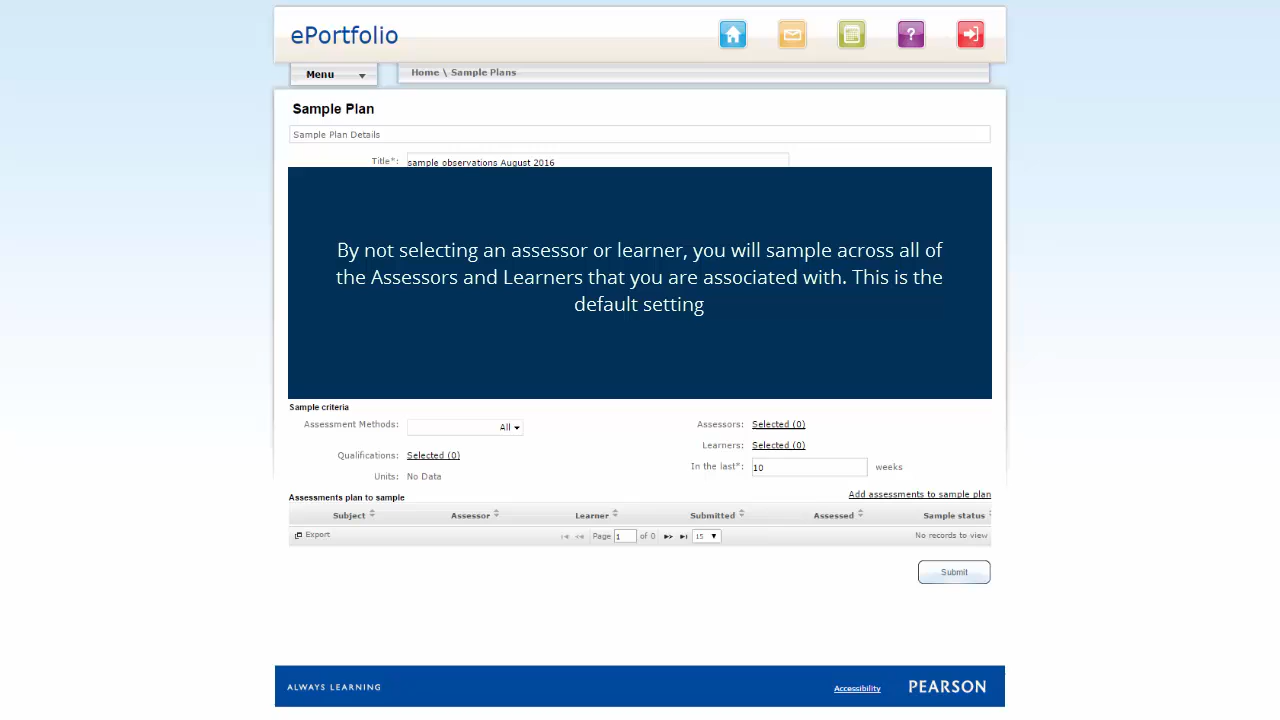 ePortfolio
?
Menu
Home \ Sample Plans
Sample Plan
Sample Plan Details
Title*: sample observations August 2016
By not selecting an assessor or learner, you will sample across all of
the Assessors and Learners that you are associated with. This is the
default setting
Sample criteria
Assessment Methods: All
Assessors: Selected (0)
Learners: Selected (0)
Qualifications: Selected (0)
In the last*: 10 weeks
Units: No Data
Add assessments to sample plan
Assessments plan to sample
Subject Assessor Learner Submitted Assessed Sample status
Export Page 1 of 0 15 No records to view
Submit
ALWAYS LEARNING
Accessibility
PEARSON